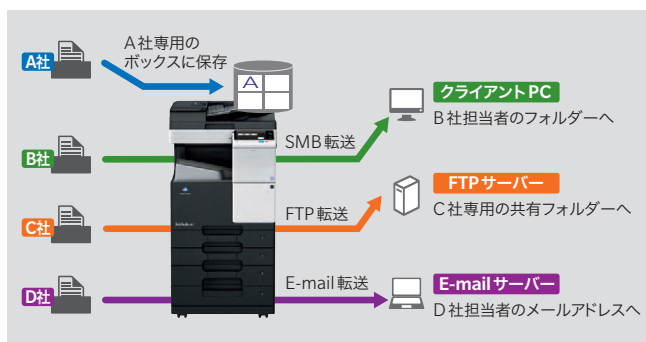 A社
A社専用の
ボックスに保存
A
B社
SMB転送
クライアントPC
B社担当者のフォルダーへ
C社
FTP転送
FTPサーバー
C社専用の共有フォルダーへ
D社
E-mail転送
E-mailサーバー
D社担当者のメールアドレスへ